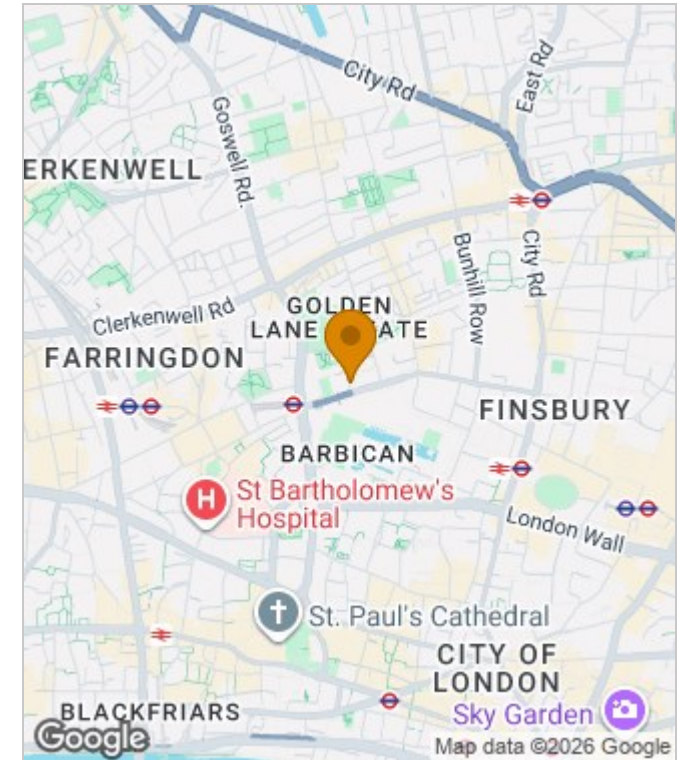 City Rd
East Rd
Goswell Rd.
ERKENWELL
City Rd
Bunhill Row
Clerkenwell Rd
GOLDEN
LANE ATE
FARRINGDON
FINSBURY
BARBICAN
H St Bartholomew's
Hospital
London Wall
St. Paul's Cathedral
CITY OF
LONDON
BLACKFRIARS
Sky Garden
Google
Map data ©2026 Google